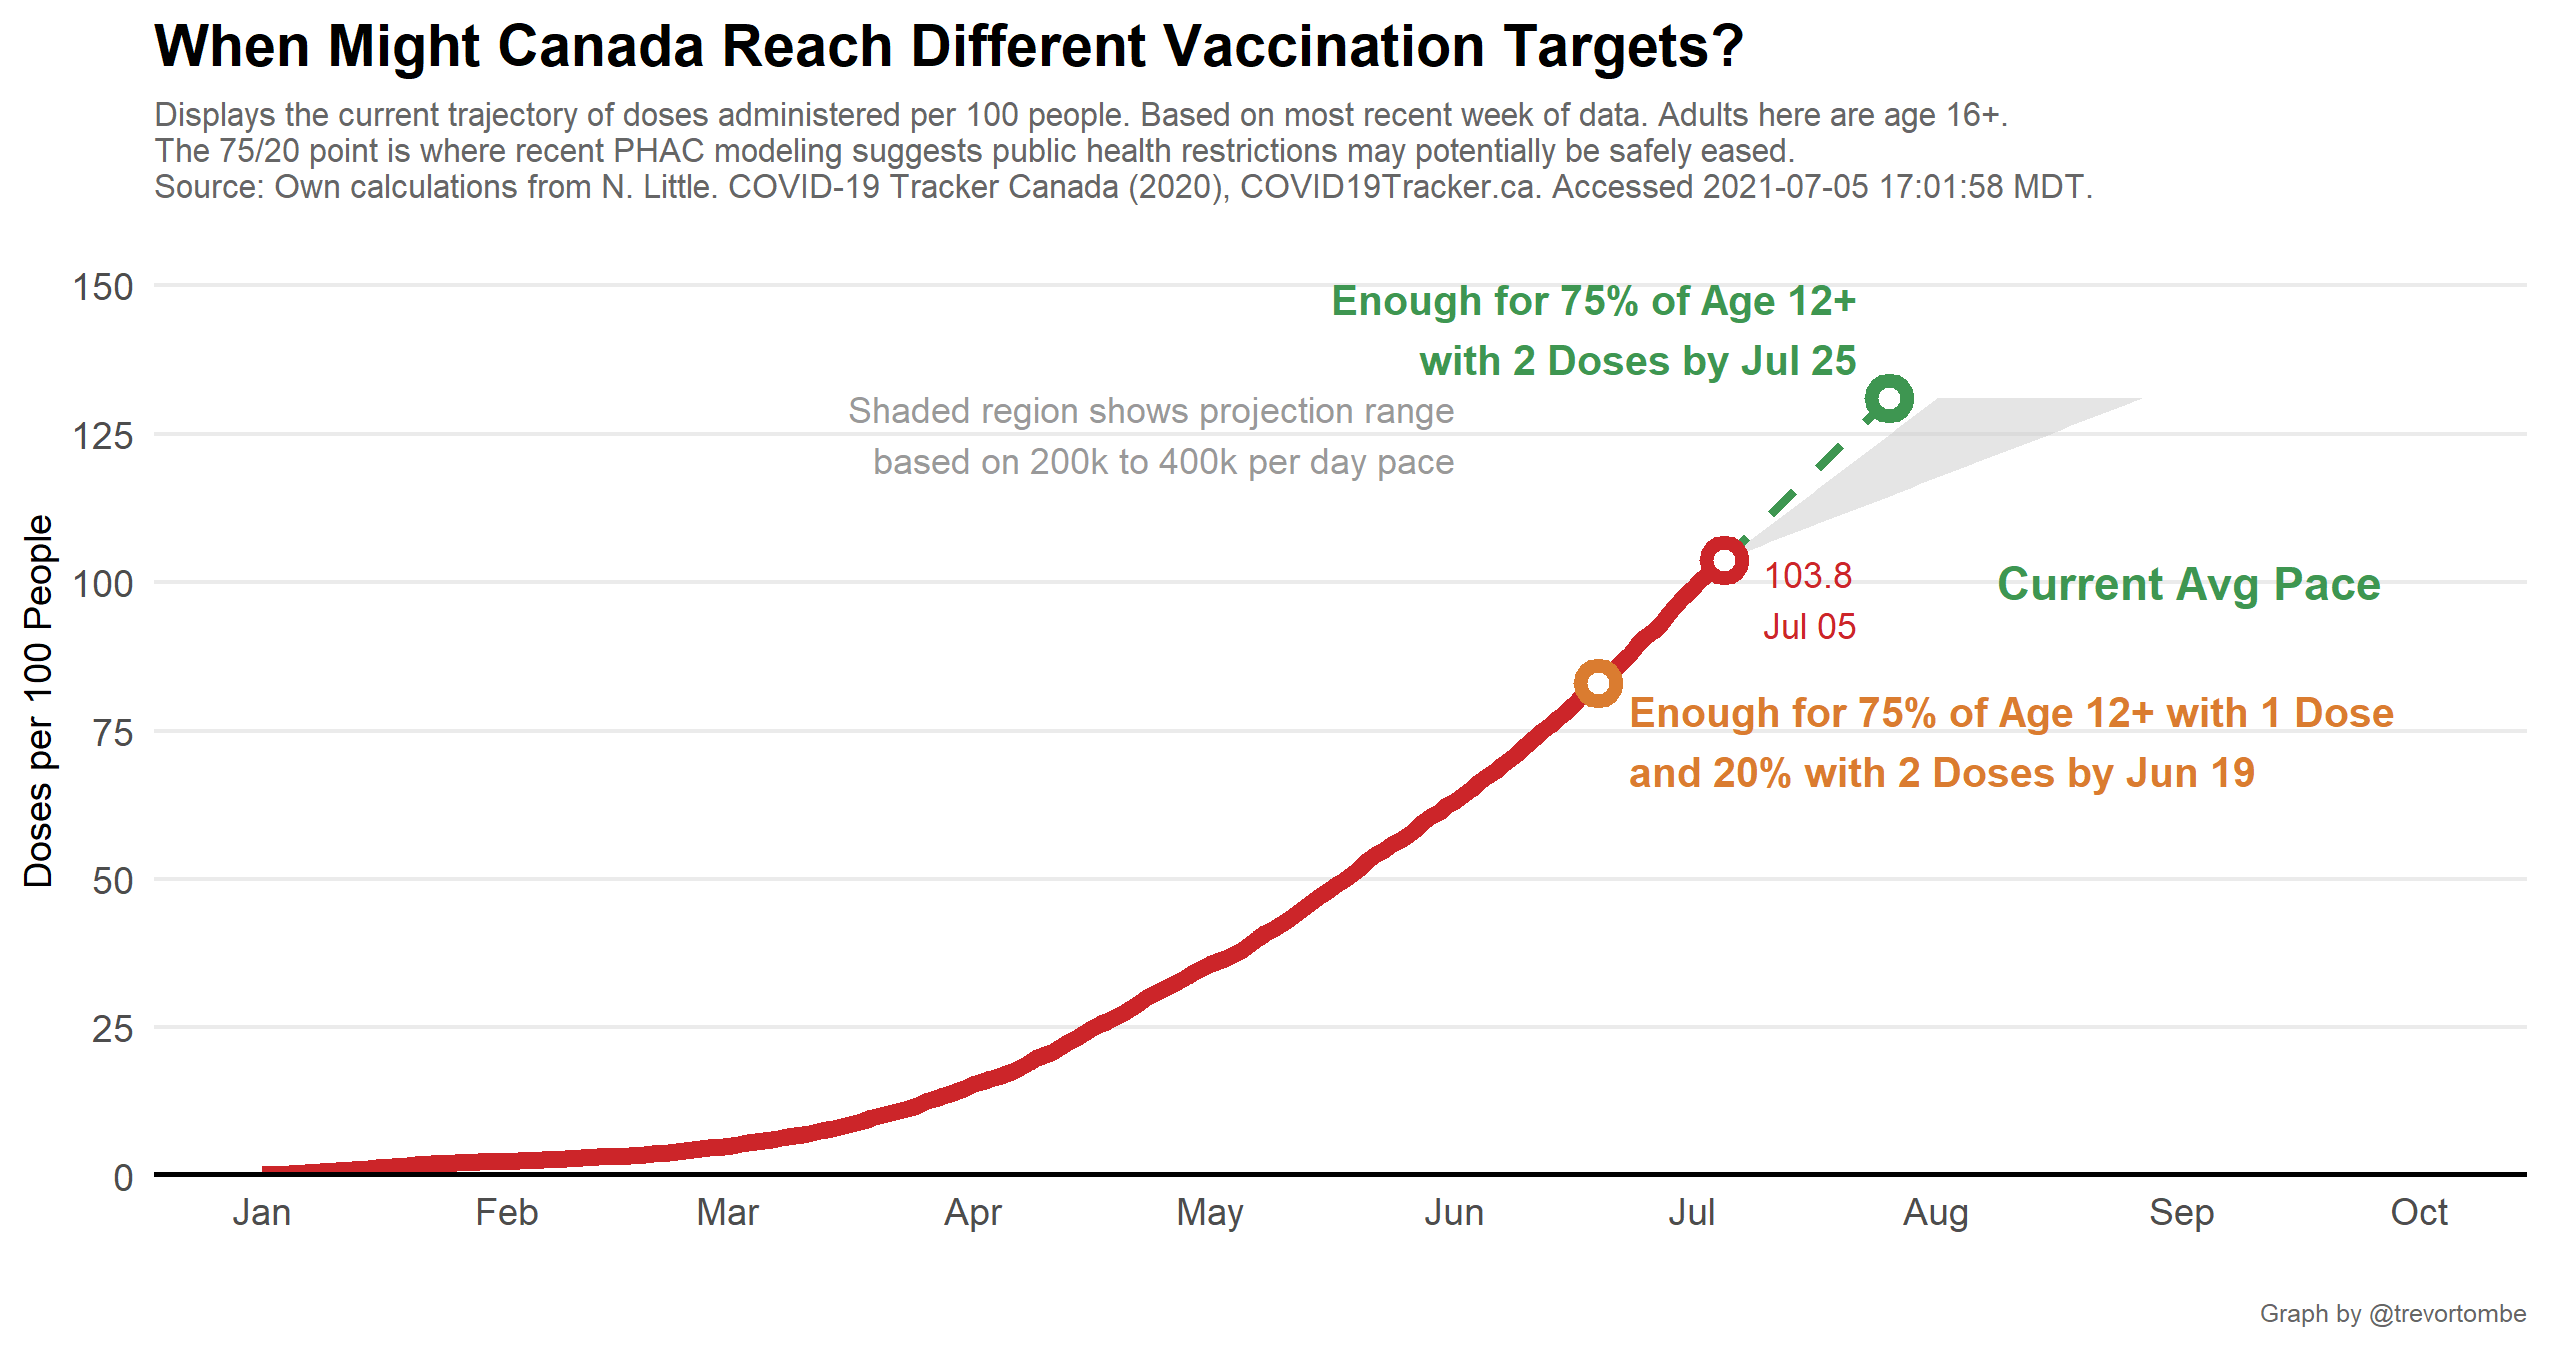 When Might Canada Reach Different Vaccination Targets?
Displays the current trajectory of doses administered per 100 people. Based on most recent week of data. Adults here are age 16+.
The 75/20 point is where recent PHAC modeling suggests public health restrictions may potentially be safely eased.
Source: Own calculations from N. Little. COVID-19 Tracker Canada (2020), COVID19Tracker.ca. Accessed 2021-07-05 17:01:58 MDT.
150
Enough for 75% of Age 12+
with 2 Doses by Jul 25
Shaded region shows projection range
125
based on 200k to 400k per day pace
Doses per 100 People
100
103.8
Jul 05
Current Avg Pace
75
Enough for 75% of Age 12+ with 1 Dose
and 20% with 2 Doses by Jun 19
50
25
0
Jan Feb Mar Apr May Jun Jul Aug Sep Oct
Graph by @trevortombe